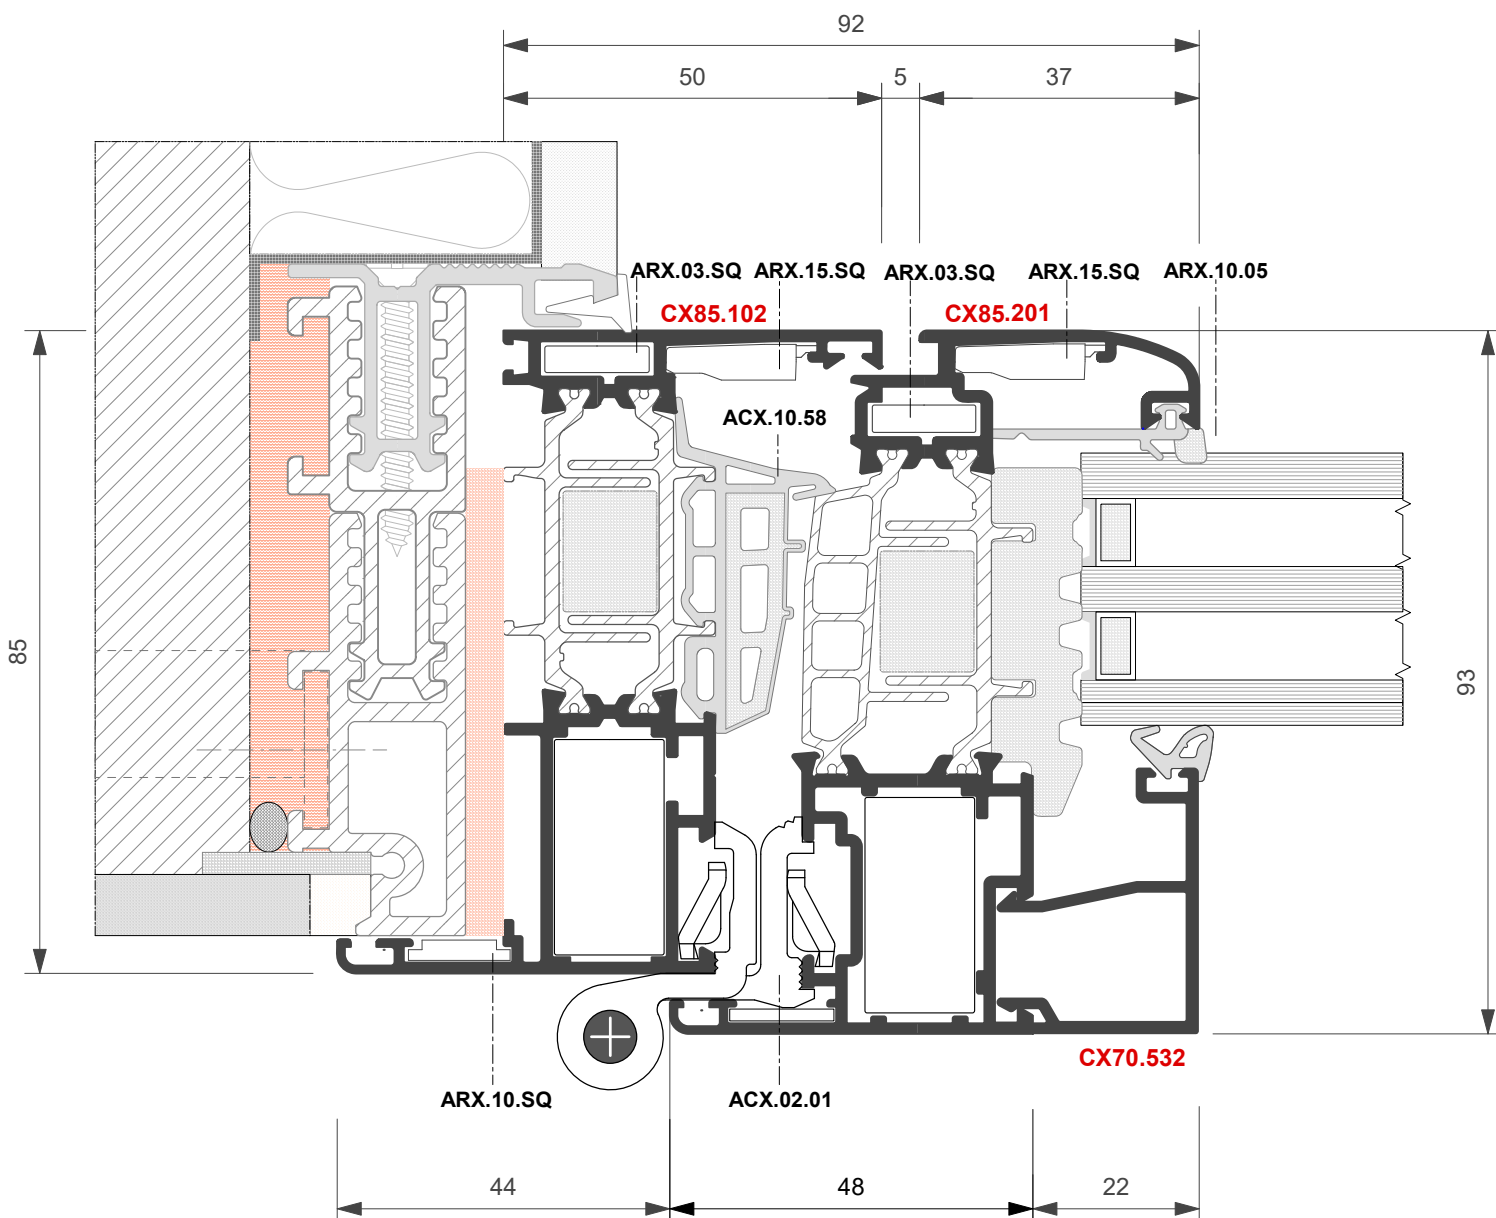 92
50 5 37
ARX.03.SQ ARX.15.SQ ARX.03.SQ ARX.15.SQ ARX.10.05
CX85.102 CX85.201
ACX.10.58
85
93
CX70.532
ARX.10.SQ ACX.02.01
44 48 22